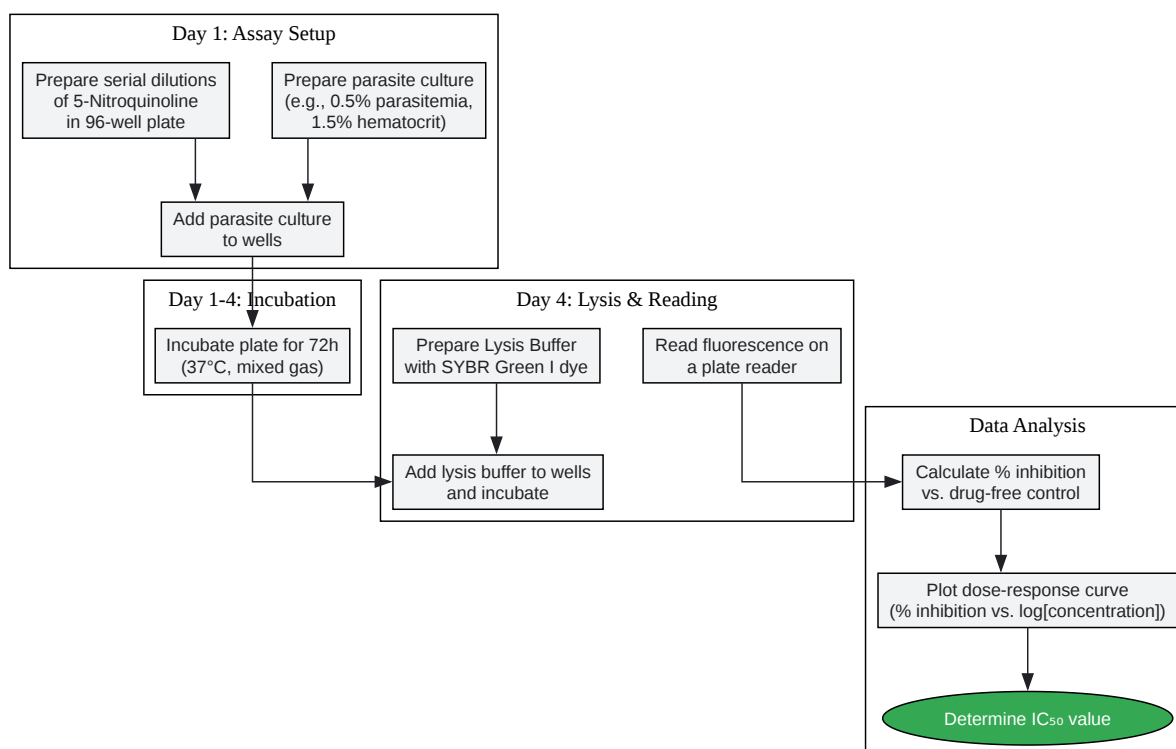 Day 1: Assay Setup
Prepare serial dilutions
of 5-Nitroquinoline
in 96-well plate
Prepare parasite culture
(e.g., 0.5% parasitemia,
1.5% hematocrit)
Add parasite culture
to wells
Day 1-4: Incubation
Incubate plate for 72h
(37°C, mixed gas)
Day 4: Lysis & Reading
Prepare Lysis Buffer
with SYBR Green I dye
Read fluorescence on
a plate reader
Add lysis buffer to wells
and incubate
Data Analysis
Calculate % inhibition
vs. drug-free control
Plot dose-response curve
(% inhibition vs. log[concentration])
Determine IC₅₀ value